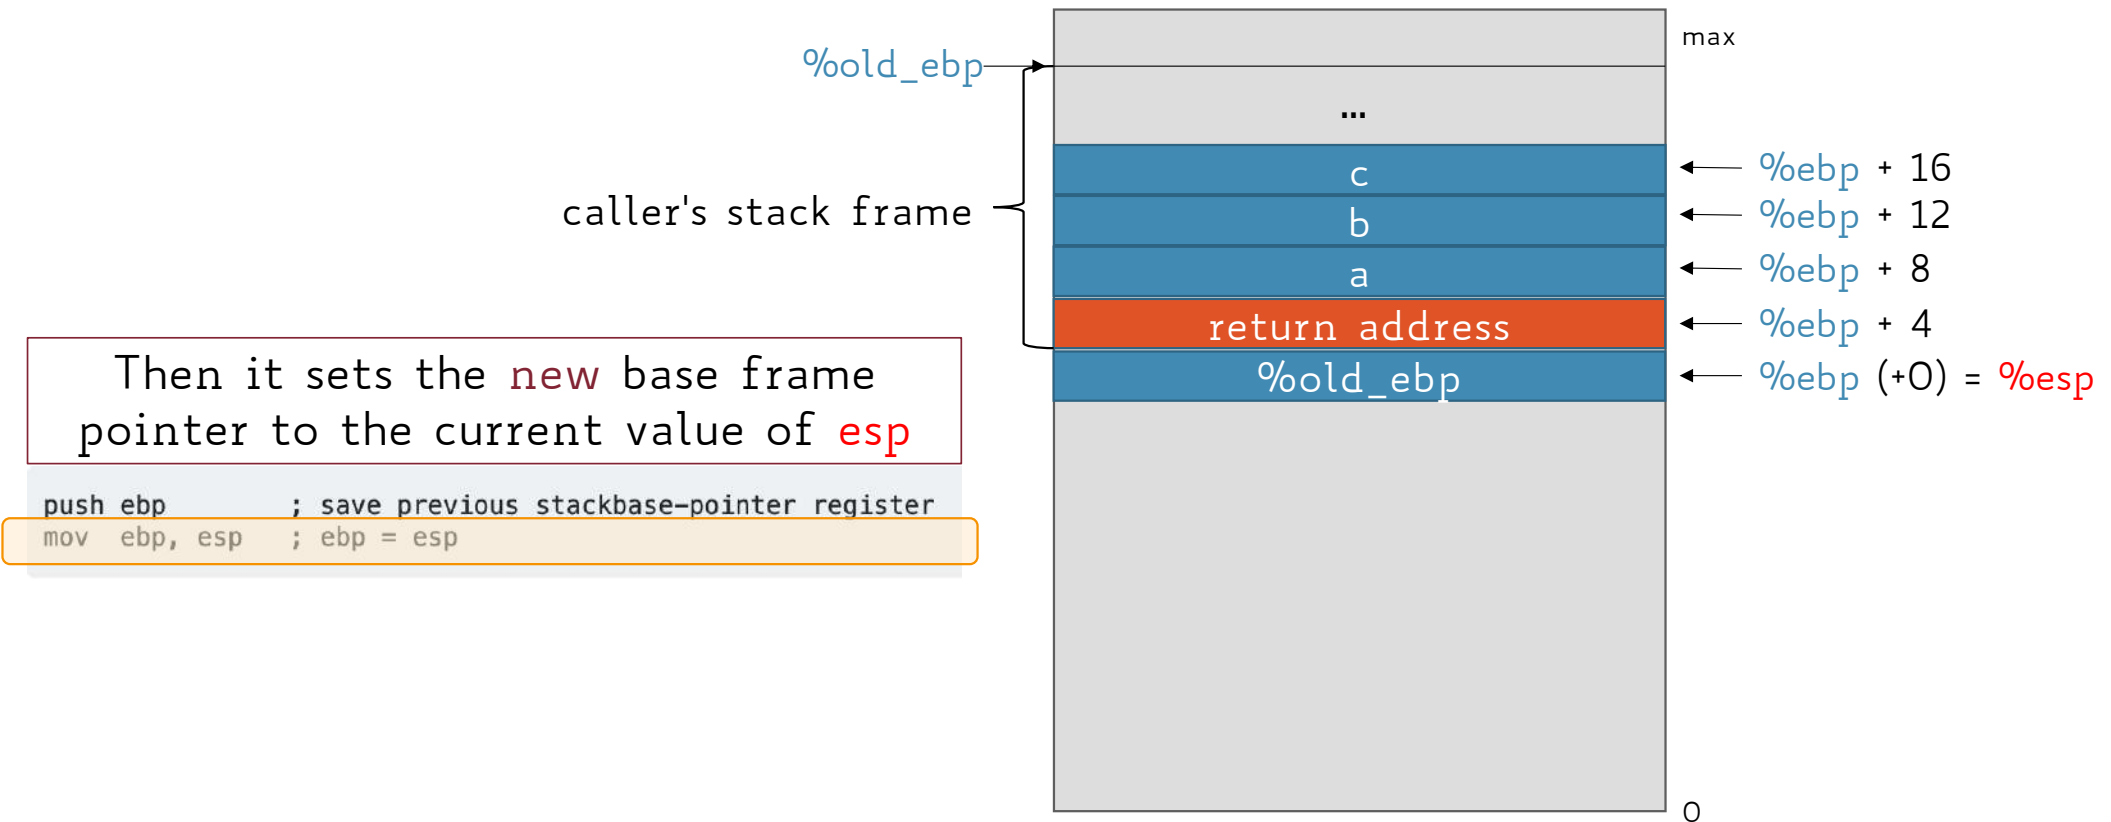 max
%old_ebp
...
c
%ebp + 16
caller's stack frame
b
%ebp + 12
a
%ebp + 8
return address
%ebp + 4
%old_ebp
%ebp (+0) = %esp
Then it sets the new base frame
pointer to the current value of esp
push ebp ; save previous stackbase-pointer register
mov ebp, esp ; ebp = esp
0